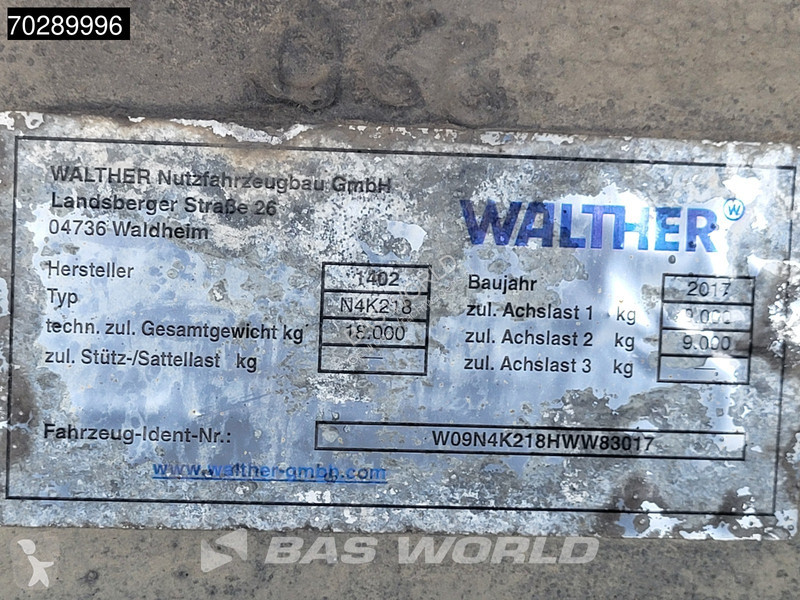 70289996
WALTHER Nutzfahrzeugbau GmbH
Landsberger Straße 26
04736 Waldheim
WALTHER W
Hersteller 1402
Typ N4K218
techn. zul. Gesamtgewicht kg 18.000
zul. Stütz-/Sattellast kg —
Baujahr 2017
zul. Achslast 1 kg 9.000
zul. Achslast 2 kg 9.000
zul. Achslast 3 kg —
Fahrzeug-Ident-Nr.: W09N4K218HWW83017
www.walther-gmbh.com
BAS WORLD